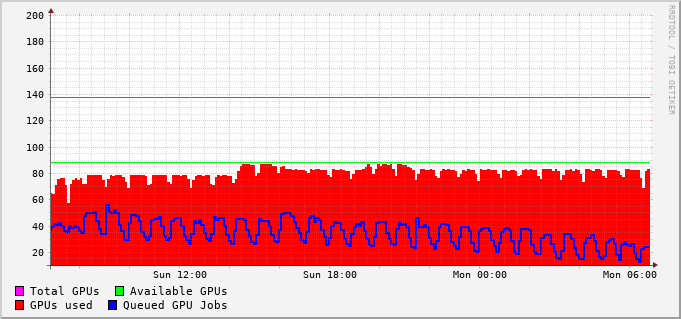 200
180
160
140
120
100
80
60
40
20
Sun 12:00 Sun 18:00 Mon 00:00 Mon 06:00
Total GPUs Available GPUs
GPUs used Queued GPU Jobs
RRDTOOL / TOBI OETIKER